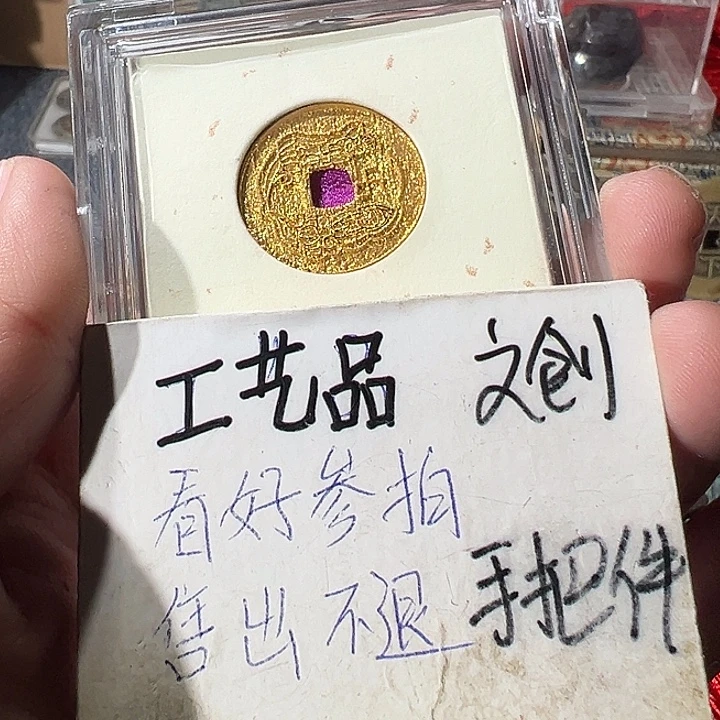 工艺品 文创
看好参拍
售出不退 手把件